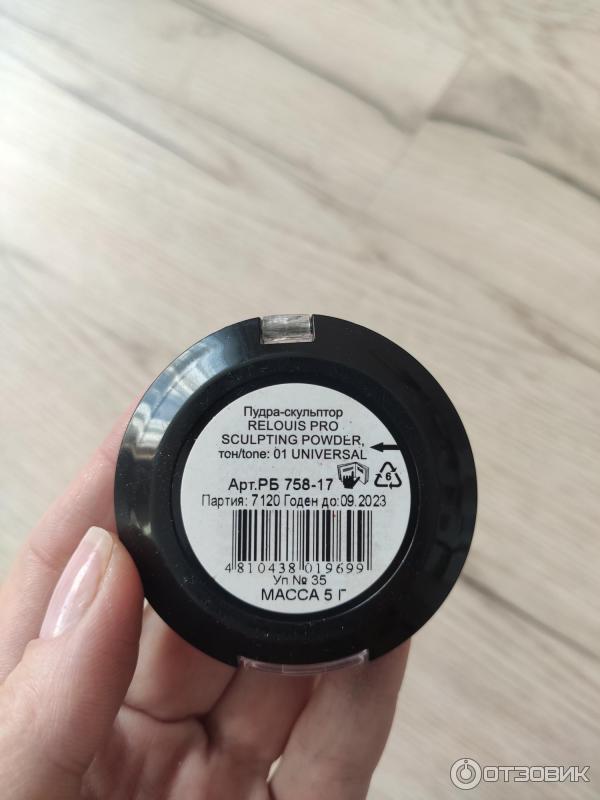 Пудра-скульптор
RELOUIS PRO
SCULPTING POWDER,
тон/tone: 01 UNIVERSAL
Арт.РБ 758-17
6
Партия: 7120 Годен до:09.2023
4 810438 019699
Уп № 35
МАССА 5 Г
ОТЗОВИК